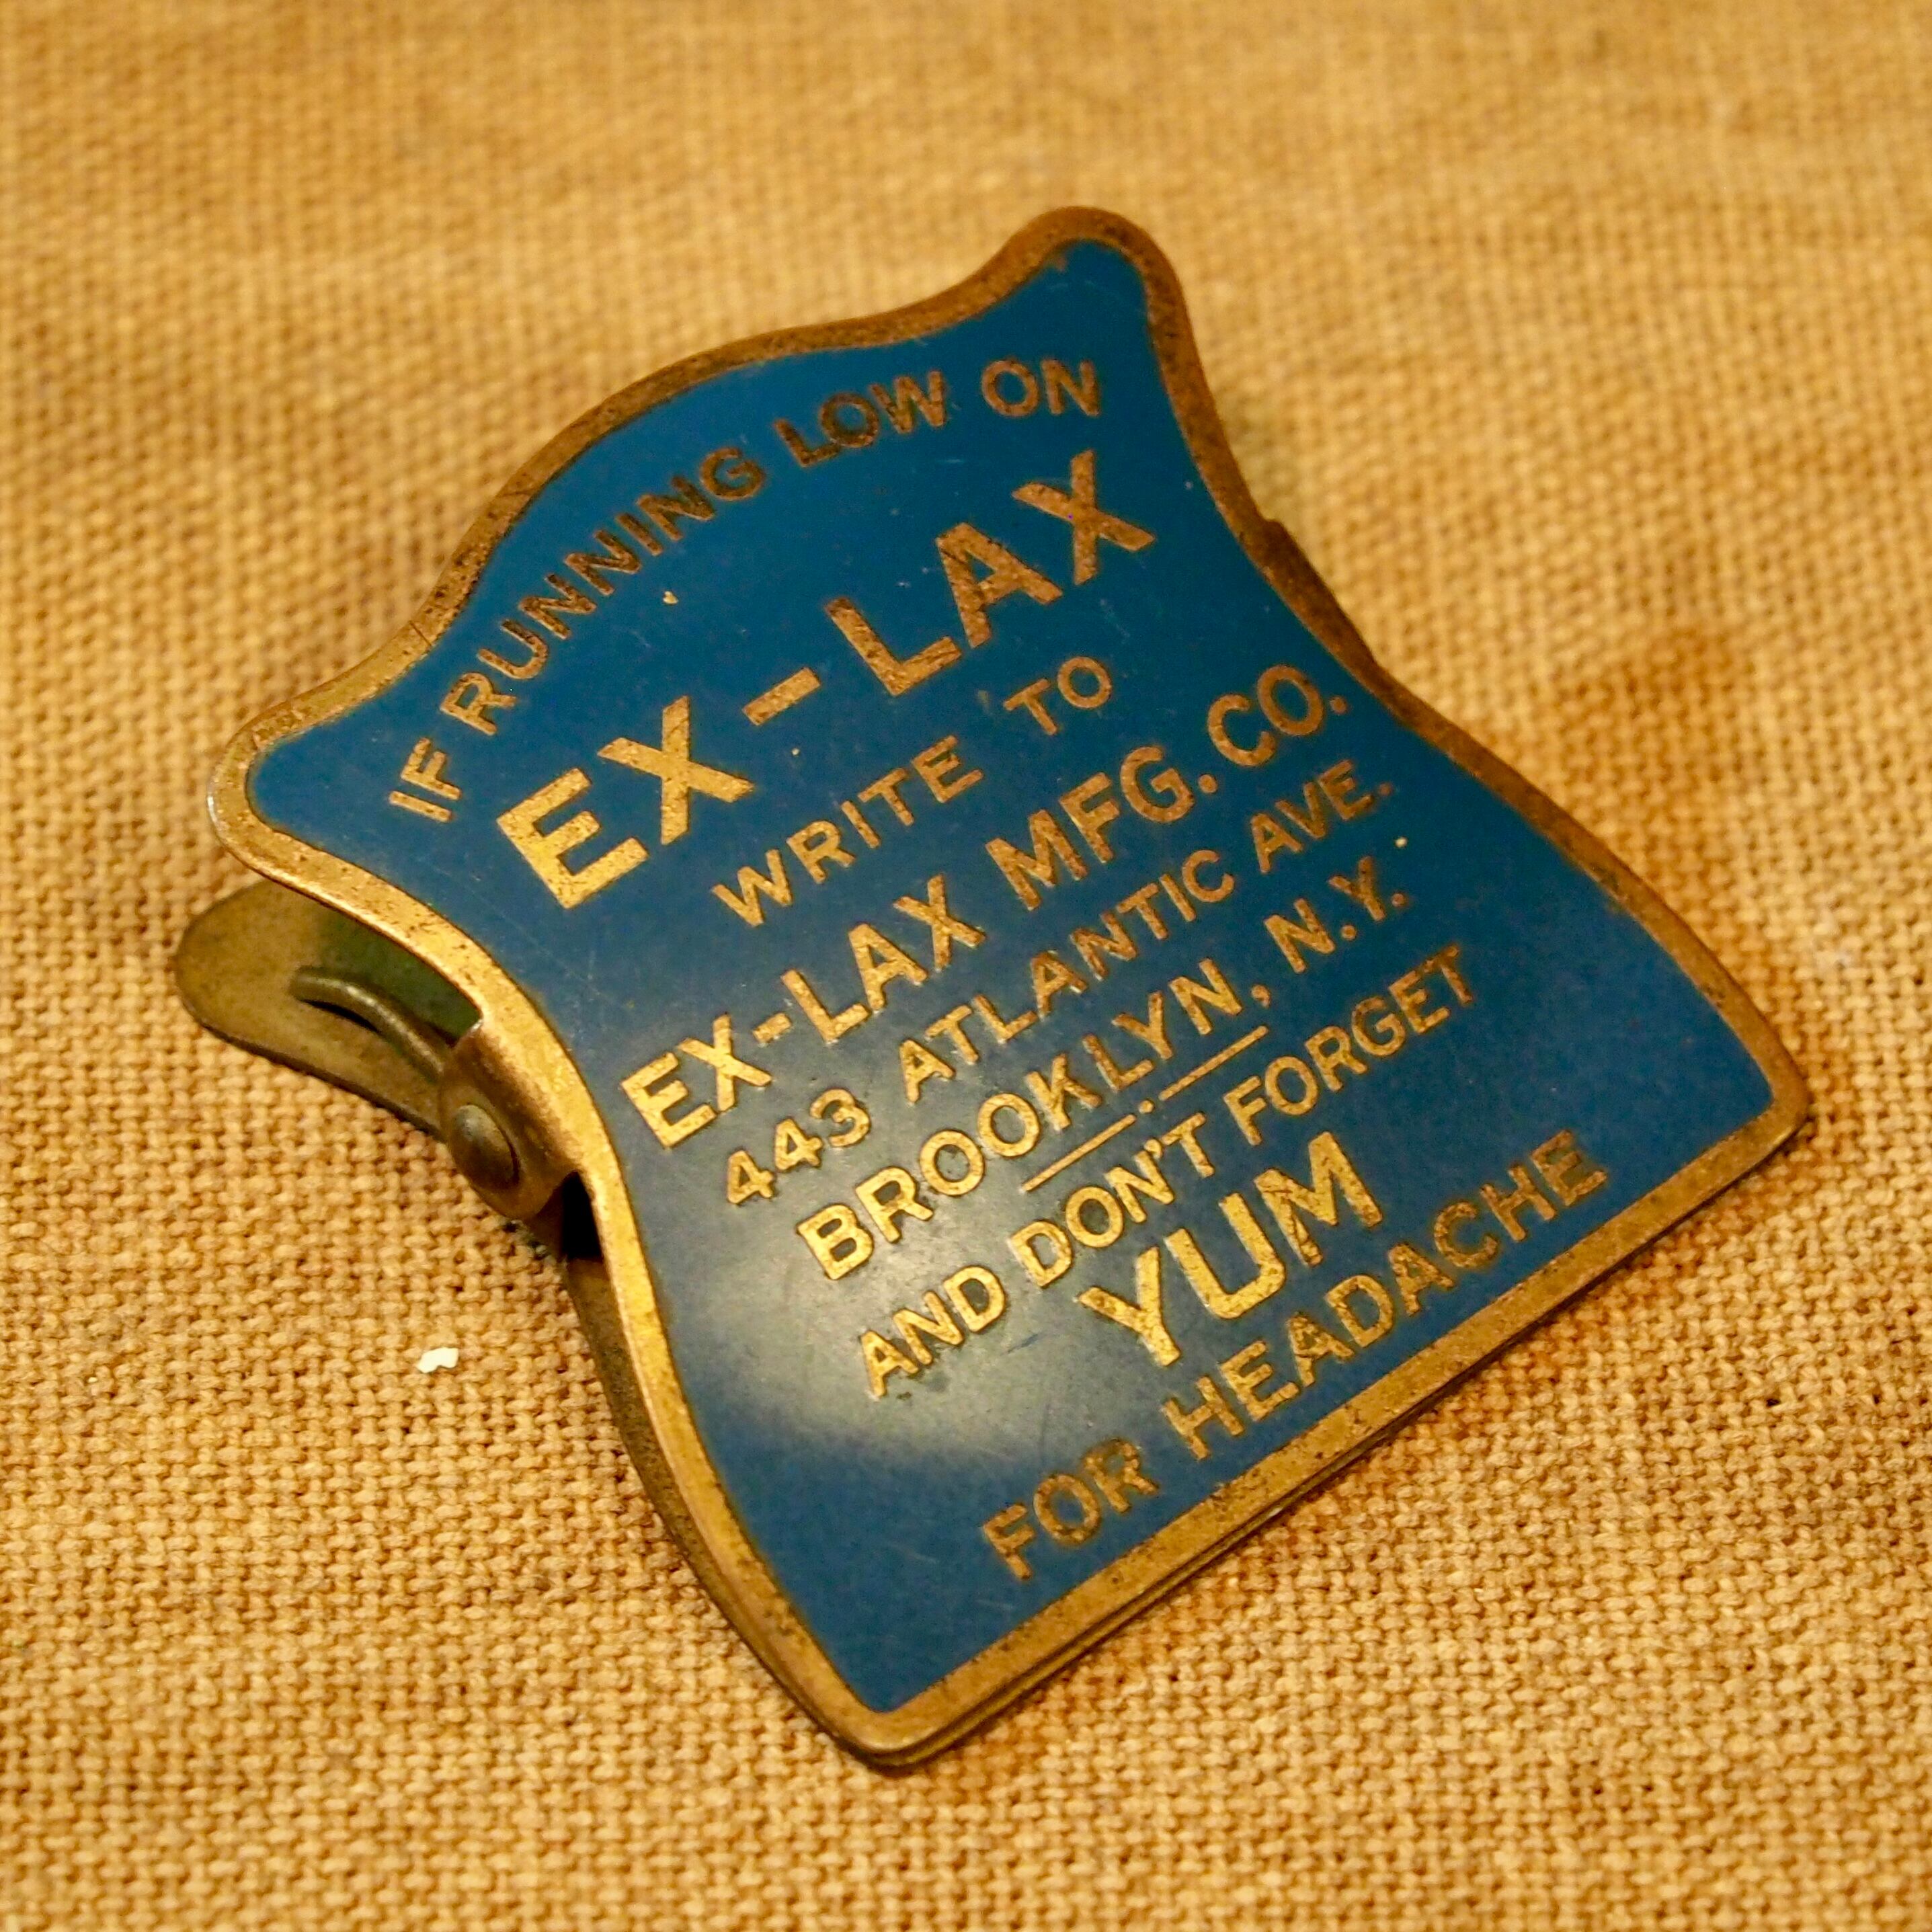 IF RUNNING LOW ON
EX-LAX
WRITE TO
EX-LAX MFG. CO.
443 ATLANTIC AVE.
BROOKLYN, N.Y.
AND DON'T FORGET
YUM
FOR HEADACHE